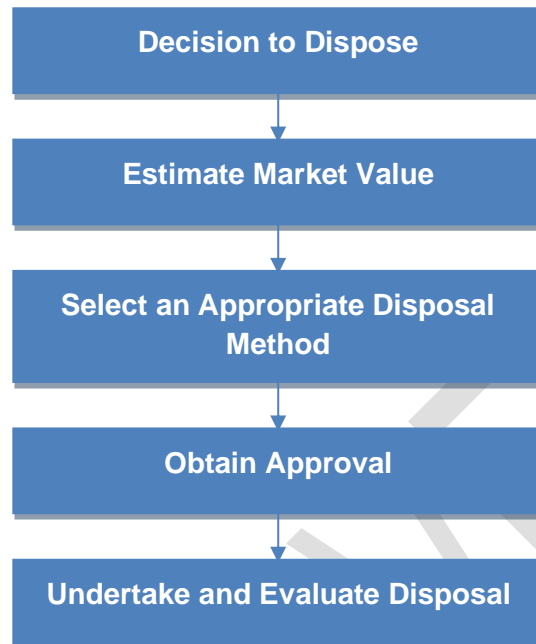 Decision to Dispose
Estimate Market Value
Select an Appropriate Disposal
Method
Obtain Approval
Undertake and Evaluate Disposal